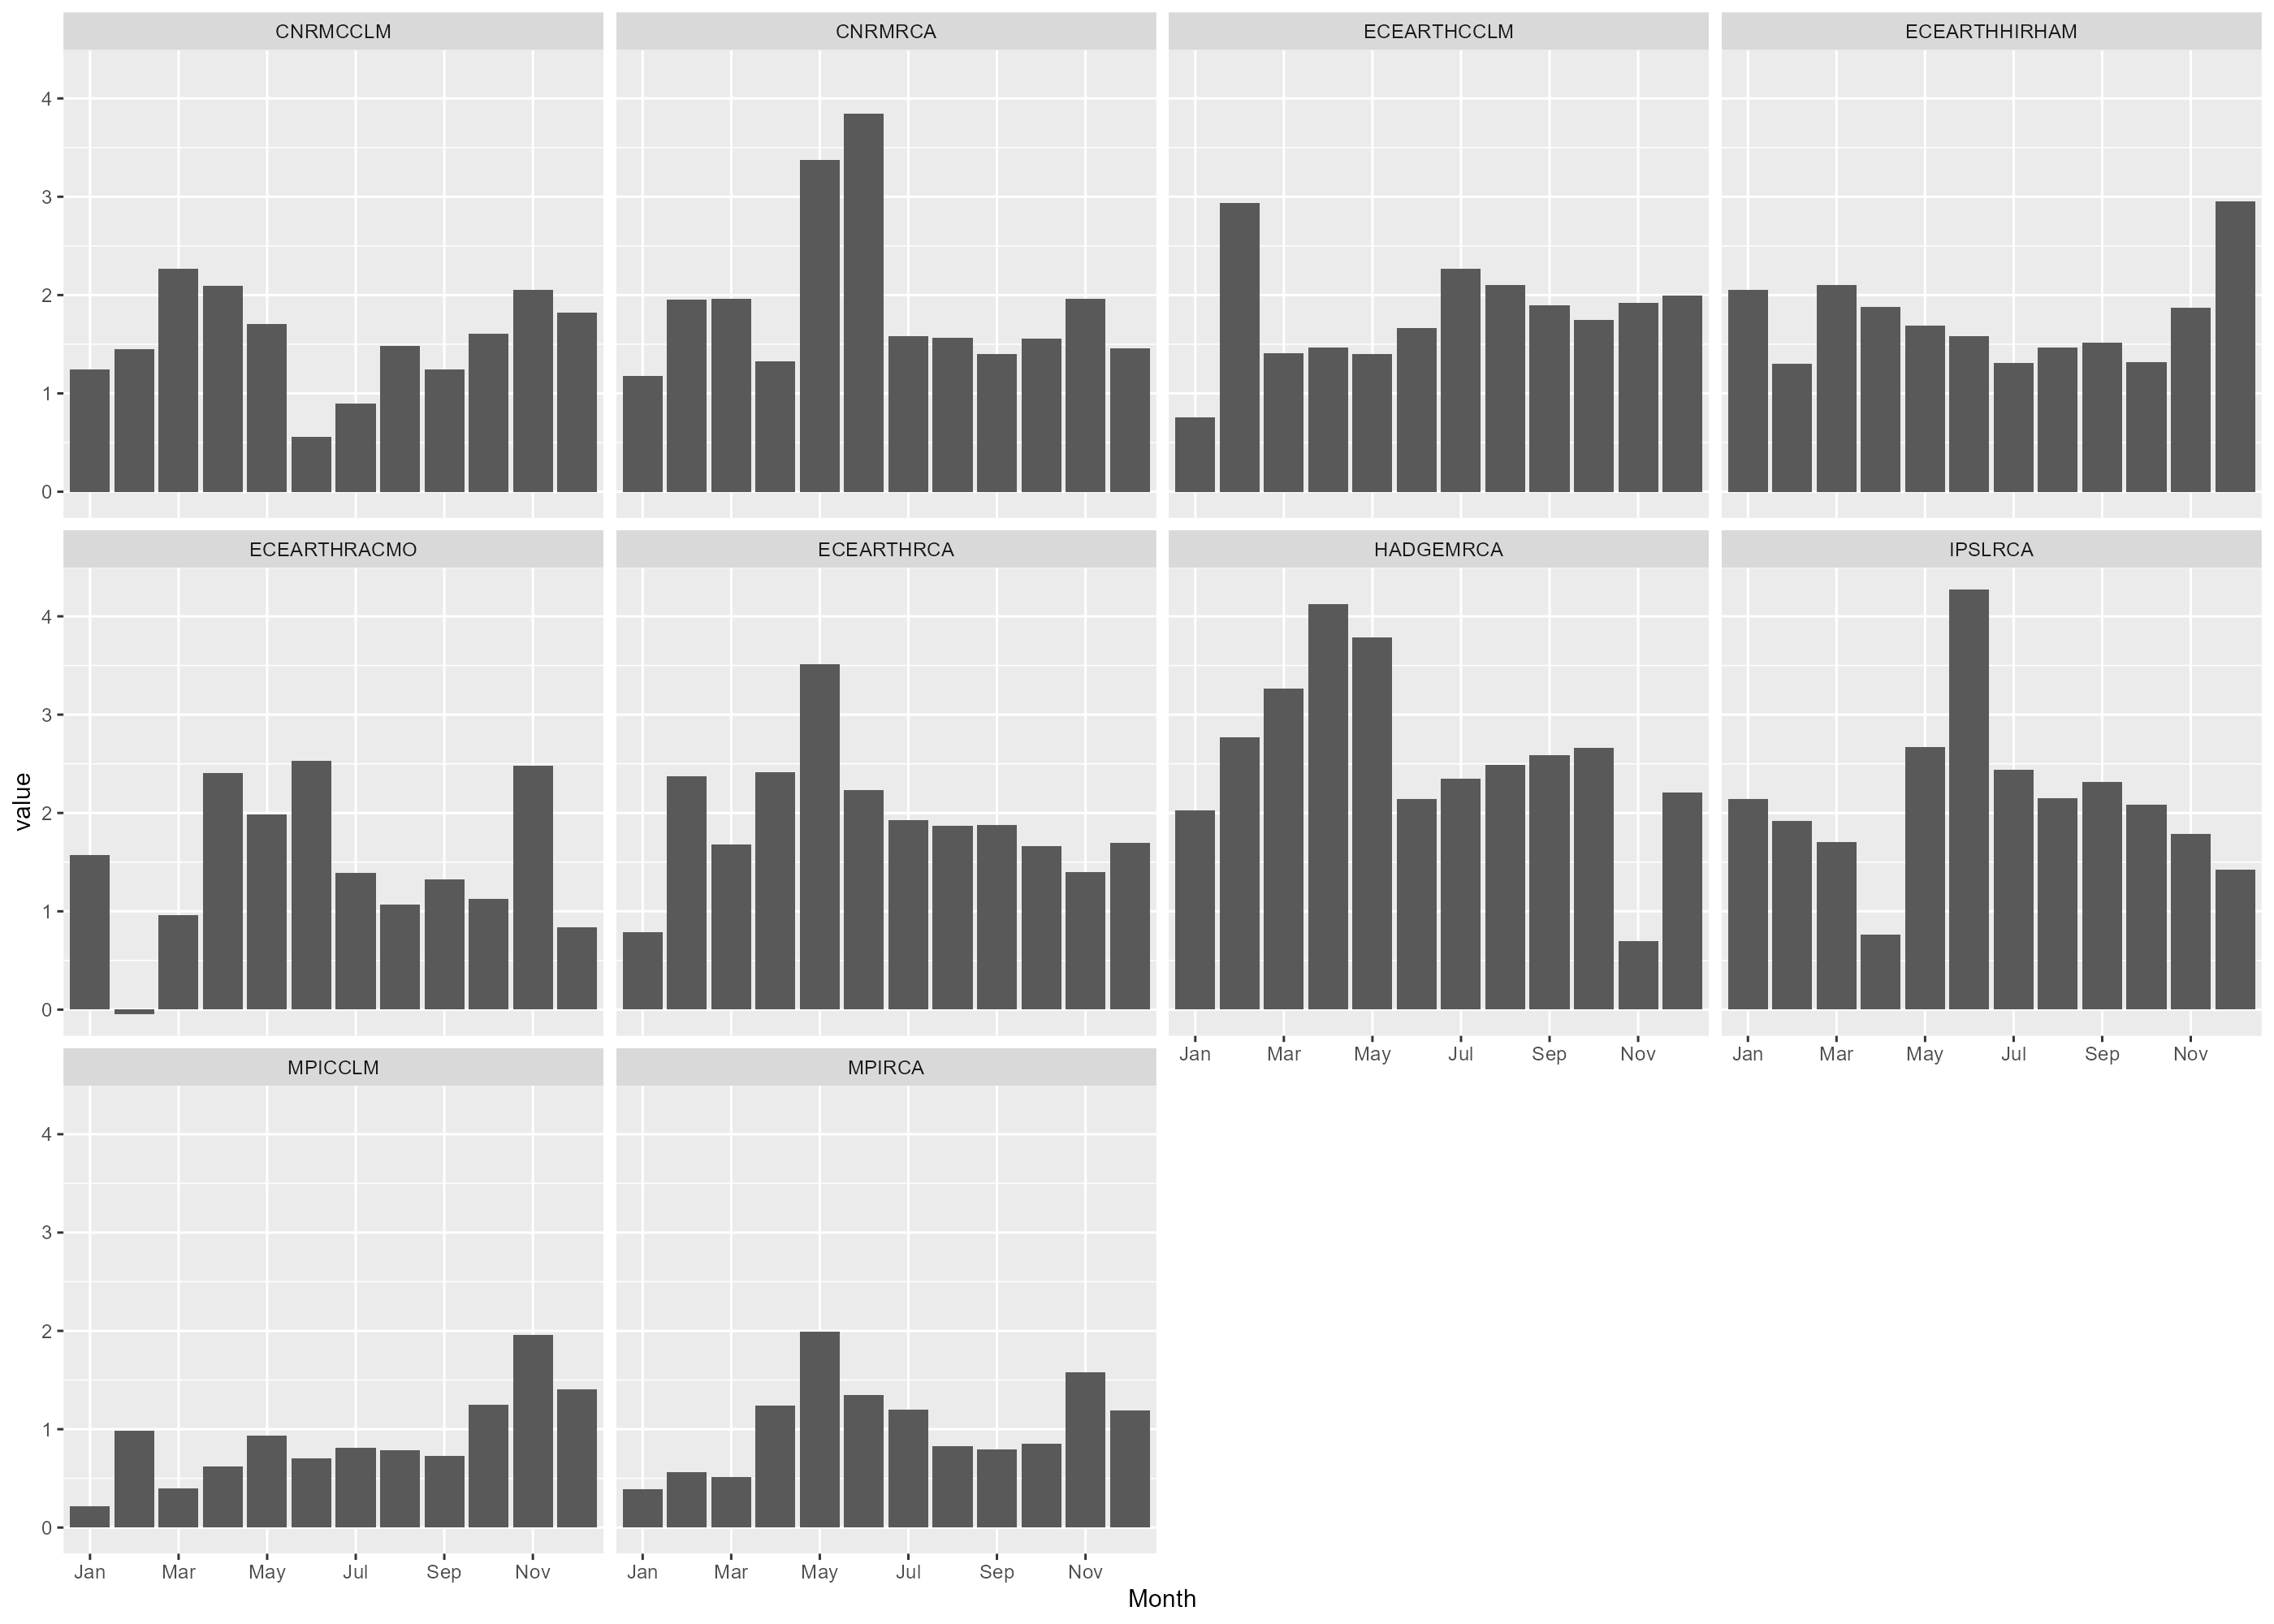 CNRMCCLM CNRMRCA ECEARTHCCLM ECEARTHHIRHAM
4
3
2
1
0
ECEARTHRACMO ECEARTHRCA HADGEMRCA IPSLRCA
4
3
2
1
0
value
Jan Mar May Jul Sep Nov Jan Mar May Jul Sep Nov
MPICCLM MPIRCA
4
3
2
1
0
Jan Mar May Jul Sep Nov Jan Mar May Jul Sep Nov
Month